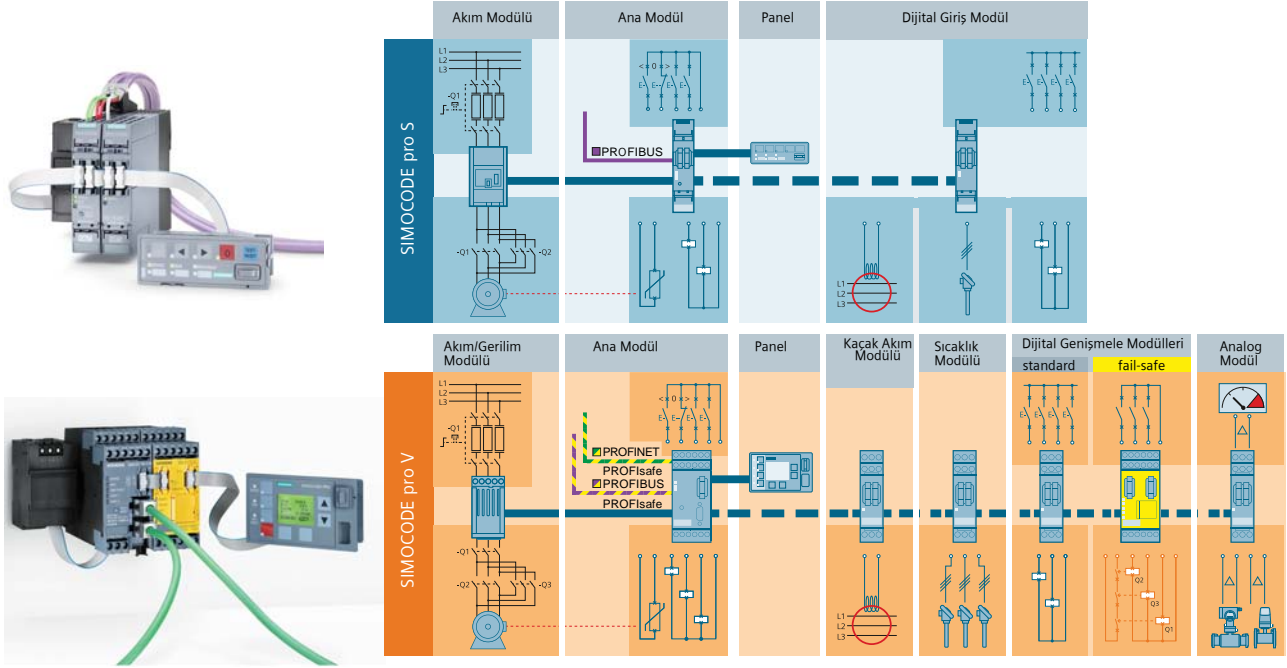 Akım Modülü
Ana Modül
Panel
Dijital Giriş Modül
SIMOCODE pro S
L1
L2
L3
-Q1
< 0 >
E-
E-
E-
E-
E-
E-
E-
PROFIBUS
-Q1
-Q2
L1
L2
L3
Akım/Gerilim
Modülü
Ana Modül
Panel
Kaçak Akım
Modülü
Sıcaklık
Modülü
Dijital Genişmele Modülleri
standard
fail-safe
Analog
Modül
SIMOCODE pro V
L1
L2
L3
-Q1
< 0 >
E-
E-
E-
E-
E-
PROFINET
PROFIsafe
PROFIBUS
PROFIsafe
-Q1
-Q2
-Q3
L1
L2
L3
Q2
Q3
Q1